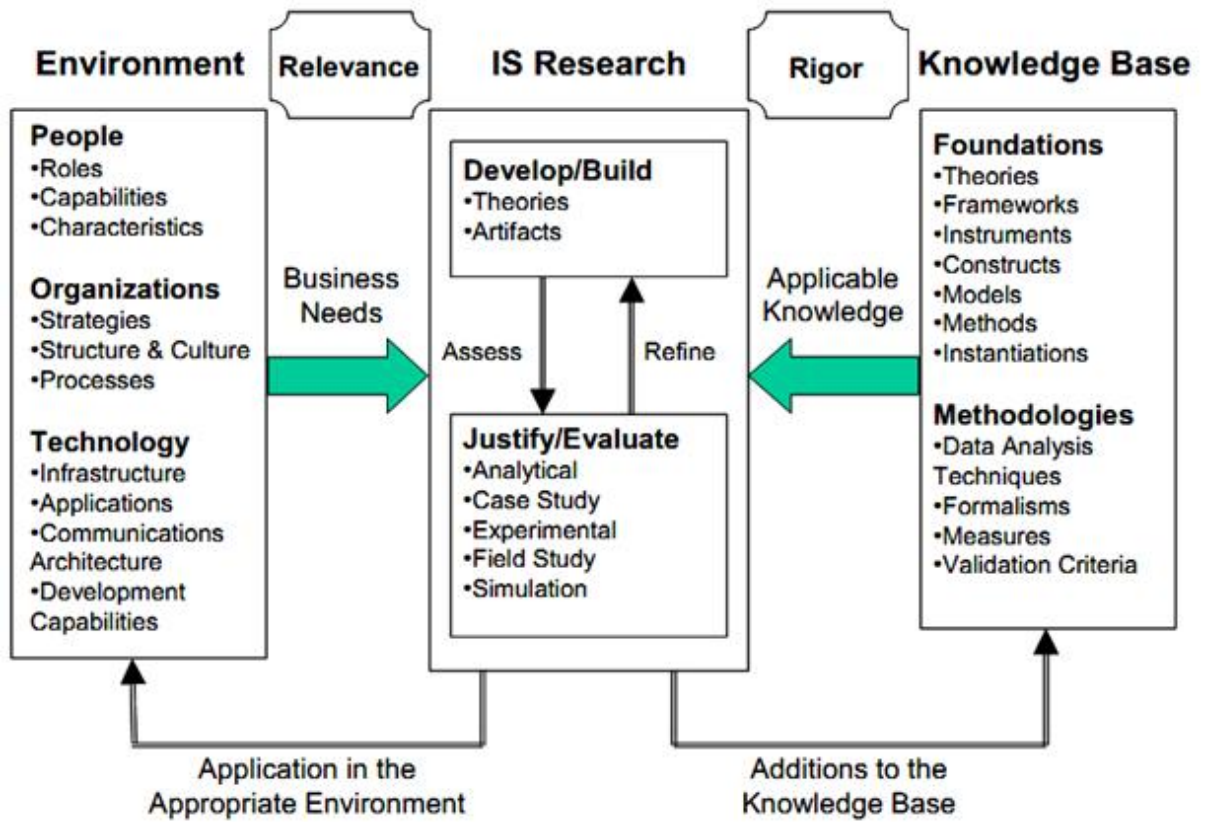 Environment
Relevance
IS Research
Rigor
Knowledge Base
People
•Roles
•Capabilities
•Characteristics
Organizations
•Strategies
•Structure & Culture
•Processes
Technology
•Infrastructure
•Applications
•Communications
Architecture
•Development
Capabilities
Business
Needs
Develop/Build
•Theories
•Artifacts
Assess
Refine
Justify/Evaluate
•Analytical
•Case Study
•Experimental
•Field Study
•Simulation
Applicable
Knowledge
Foundations
•Theories
•Frameworks
•Instruments
•Constructs
•Models
•Methods
•Instantiations
Methodologies
•Data Analysis
Techniques
•Formalisms
•Measures
•Validation Criteria
Application in the
Appropriate Environment
Additions to the
Knowledge Base